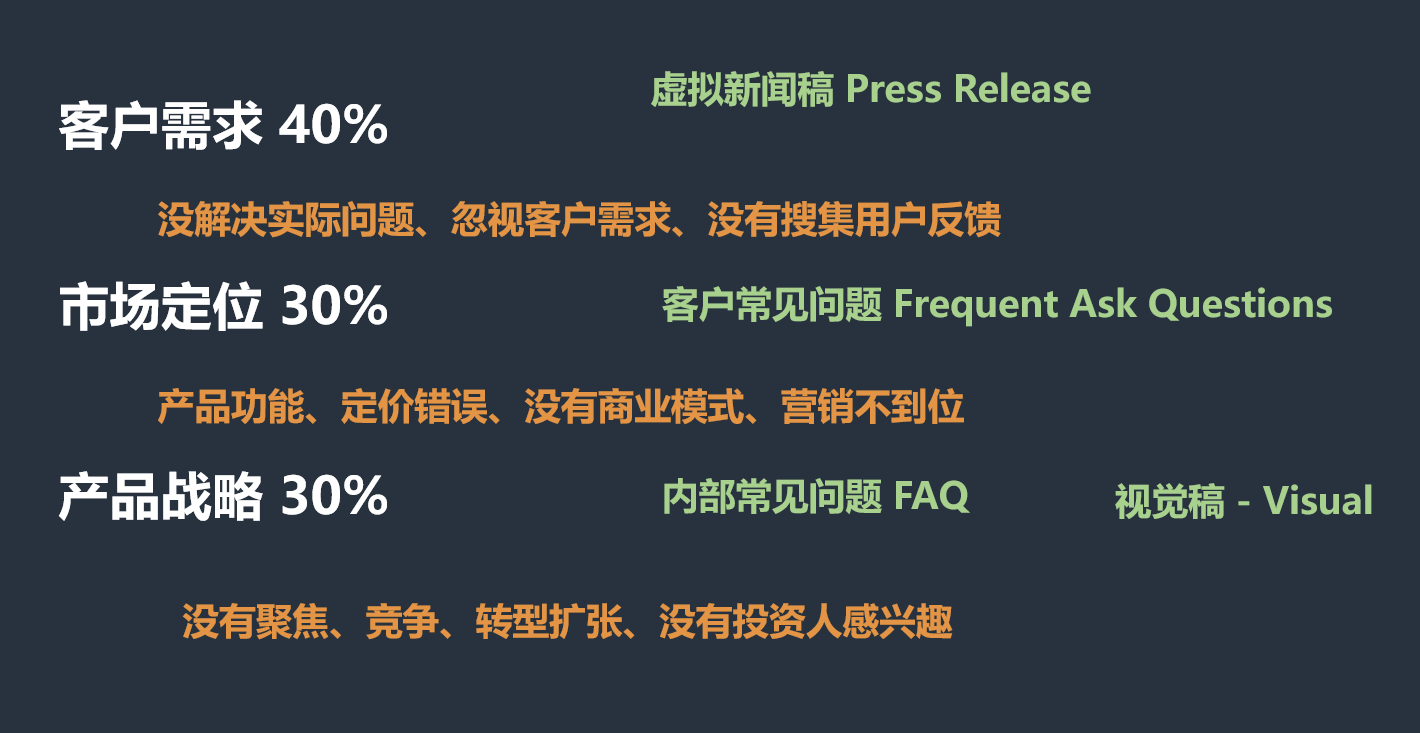 虚拟新闻稿 Press Release
客户需求 40%
没解决实际问题、忽视客户需求、没有搜集用户反馈
市场定位 30%
客户常见问题 Frequent Ask Questions
产品功能、定价错误、没有商业模式、营销不到位
产品战略 30%
内部常见问题 FAQ
视觉稿 - Visual
没有聚焦、竞争、转型扩张、没有投资人感兴趣